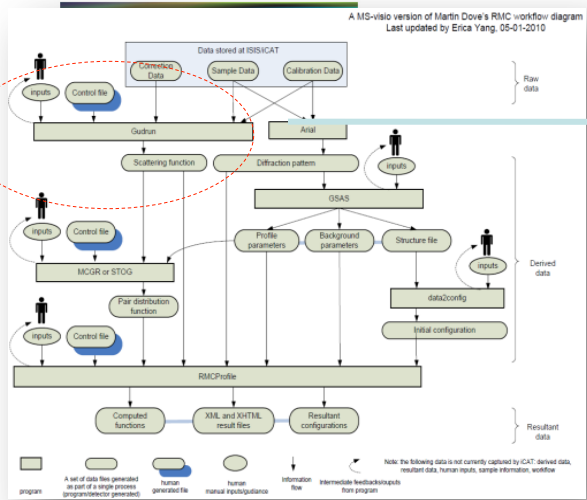 A MS-visio version of Martin Dove's RMC workflow diagram
Last updated by Erica Yang, 05-01-2010
Data stored at ISIS/ICAT
Correction
Data
Sample Data
Calibration Data
Raw
data
inputs
Control file
Gudrun
Arial
inputs
Scattering function
Diffraction pattern
GSAS
inputs
Control file
Profile
parameters
Background
parameters
Structure file
inputs
Derived
data
MCGR or STOG
data2config
Pair distribution
function
Initial configuration
inputs
Control file
RMCProfile
Computed
functions
XML and XHTML
result files
Resultant
configurations
Resultant
data
program
A set of data files generated
as part of a single process
(program/detector generated)
human
generated file
human
manual inputs/guidance
Information
flow
Intermediate feedbacks/outputs
from program
Note: the following data is not currently captured by iCAT: derived data,
resultant data, human inputs, sample information, workflow